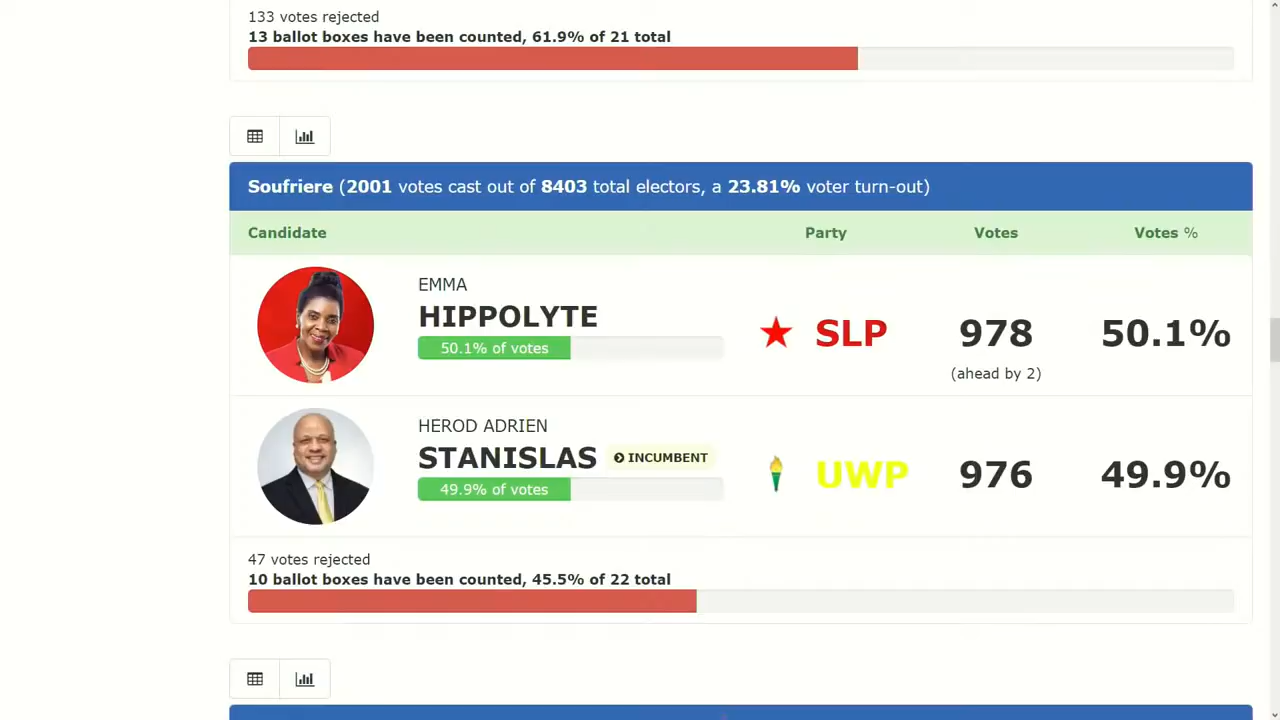 133 votes rejected
13 ballot boxes have been counted, 61.9% of 21 total
Soufriere (2001 votes cast out of 8403 total electors, a 23.81% voter turn-out)
Candidate Party Votes Votes %
EMMA
HIPPOLYTE
50.1% of votes
SLP 978 50.1%
(ahead by 2)
HEROD ADRIEN
STANISLAS INCUMBENT
49.9% of votes
UWP 976 49.9%
47 votes rejected
10 ballot boxes have been counted, 45.5% of 22 total